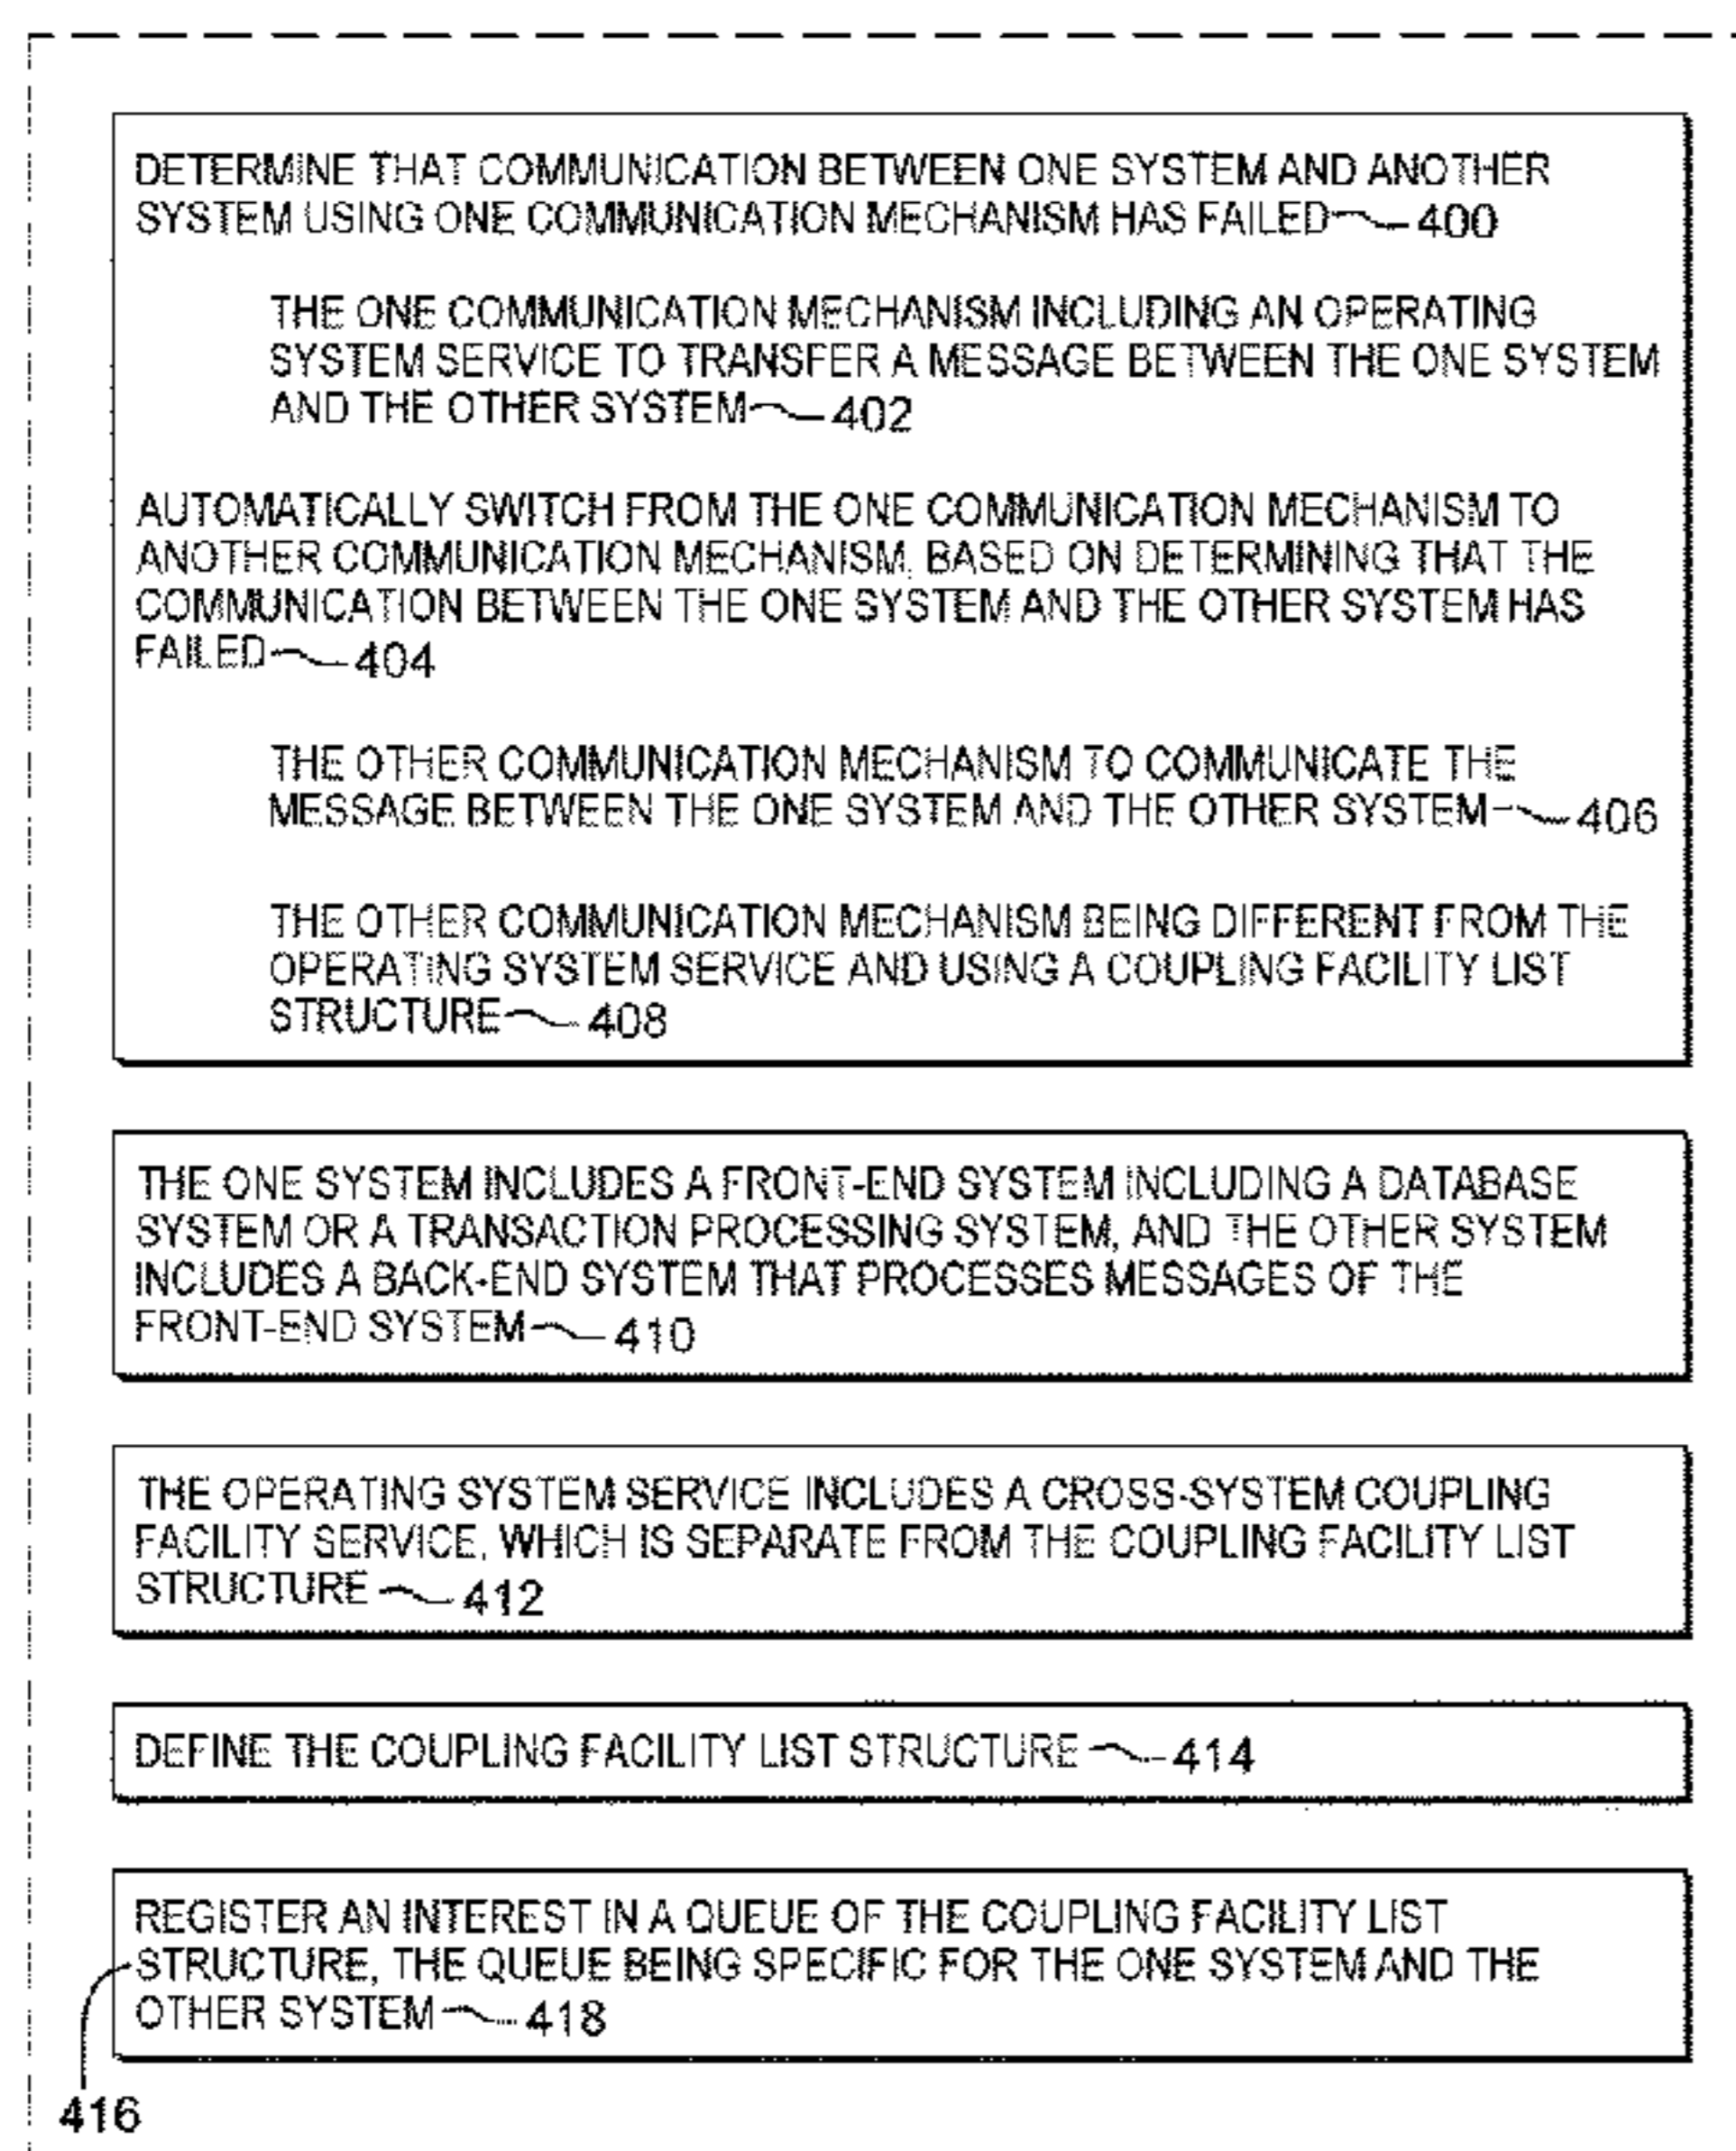 DETERMINE THAT COMMUNICATION BETWEEN ONE SYSTEM AND ANOTHER
SYSTEM USING ONE COMMUNICATION MECHANISM HAS FAILED 400
THE ONE COMMUNICATION MECHANISM INCLUDING AN OPERATING
SYSTEM SERVICE TO TRANSFER A MESSAGE BETWEEN THE ONE SYSTEM
AND THE OTHER SYSTEM 402
AUTOMATICALLY SWITCH FROM THE ONE COMMUNICATION MECHANISM TO
ANOTHER COMMUNICATION MECHANISM, BASED ON DETERMINING THAT THE
COMMUNICATION BETWEEN THE ONE SYSTEM AND THE OTHER SYSTEM HAS
FAILED 404
THE OTHER COMMUNICATION MECHANISM TO COMMUNICATE THE
MESSAGE BETWEEN THE ONE SYSTEM AND THE OTHER SYSTEM 406
THE OTHER COMMUNICATION MECHANISM BEING DIFFERENT FROM THE
OPERATING SYSTEM SERVICE AND USING A COUPLING FACILITY LIST
STRUCTURE 408
THE ONE SYSTEM INCLUDES A FRONT-END SYSTEM INCLUDING A DATABASE
SYSTEM OR A TRANSACTION PROCESSING SYSTEM, AND THE OTHER SYSTEM
INCLUDES A BACK-END SYSTEM THAT PROCESSES MESSAGES OF THE
FRONT-END SYSTEM 410
THE OPERATING SYSTEM SERVICE INCLUDES A CROSS-SYSTEM COUPLING
FACILITY SERVICE, WHICH IS SEPARATE FROM THE COUPLING FACILITY LIST
STRUCTURE 412
DEFINE THE COUPLING FACILITY LIST STRUCTURE 414
REGISTER AN INTEREST IN A QUEUE OF THE COUPLING FACILITY LIST
STRUCTURE, THE QUEUE BEING SPECIFIC FOR THE ONE SYSTEM AND THE
OTHER SYSTEM 418
416